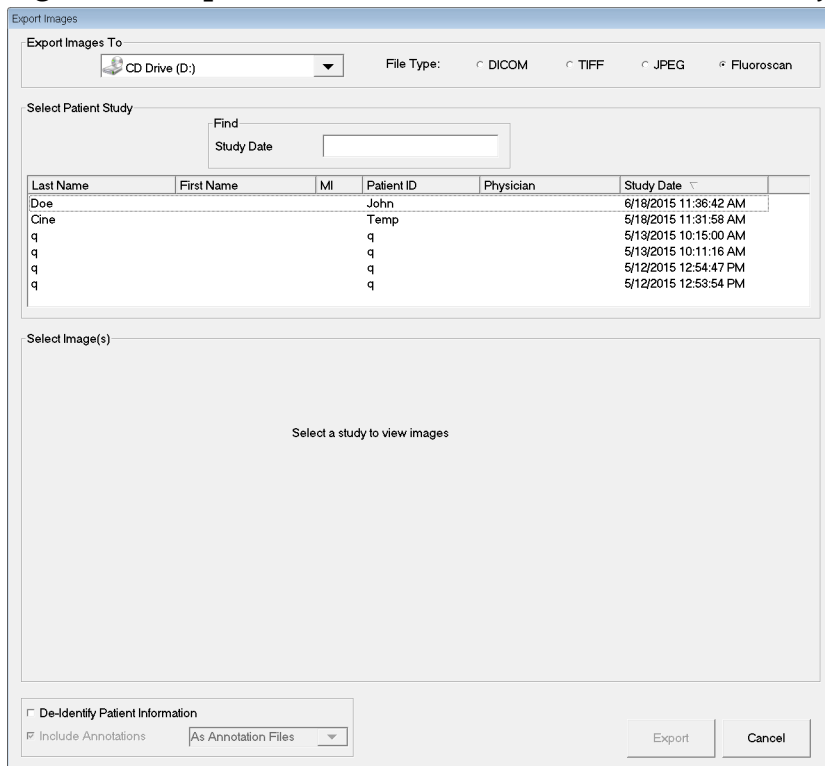 Export Images
Export Images To
CD Drive (D:) File Type: DICOM TIFF JPEG Fluoroscan
Select Patient Study
Find
Study Date
Last Name First Name MI Patient ID Physician Study Date
Doe John 6/18/2015 11:36:42 AM
Cine Temp 5/18/2015 11:31:58 AM
q q 5/13/2015 10:15:00 AM
q q 5/13/2015 10:11:16 AM
q q 5/12/2015 12:54:47 PM
q q 5/12/2015 12:53:54 PM
Select Image(s)
Select a study to view images
De-Identify Patient Information
Include Annotations As Annotation Files Export Cancel